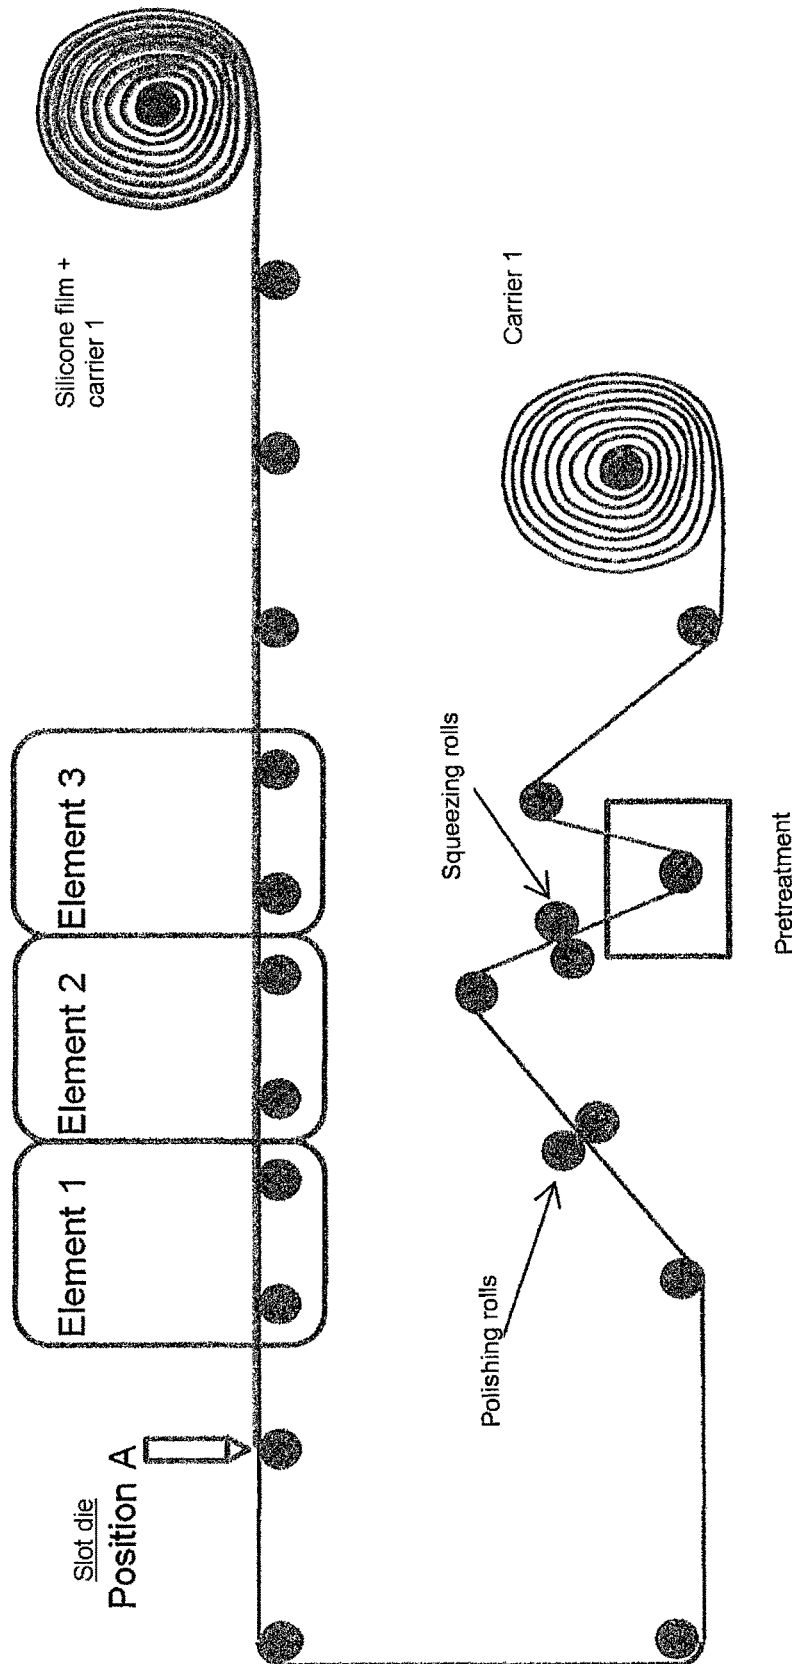 Slot die
Position A
Element 1
Element 2
Element 3
Silicone film +
carrier 1
Polishing rolls
Squeezing rolls
Carrier 1
Pretreatment